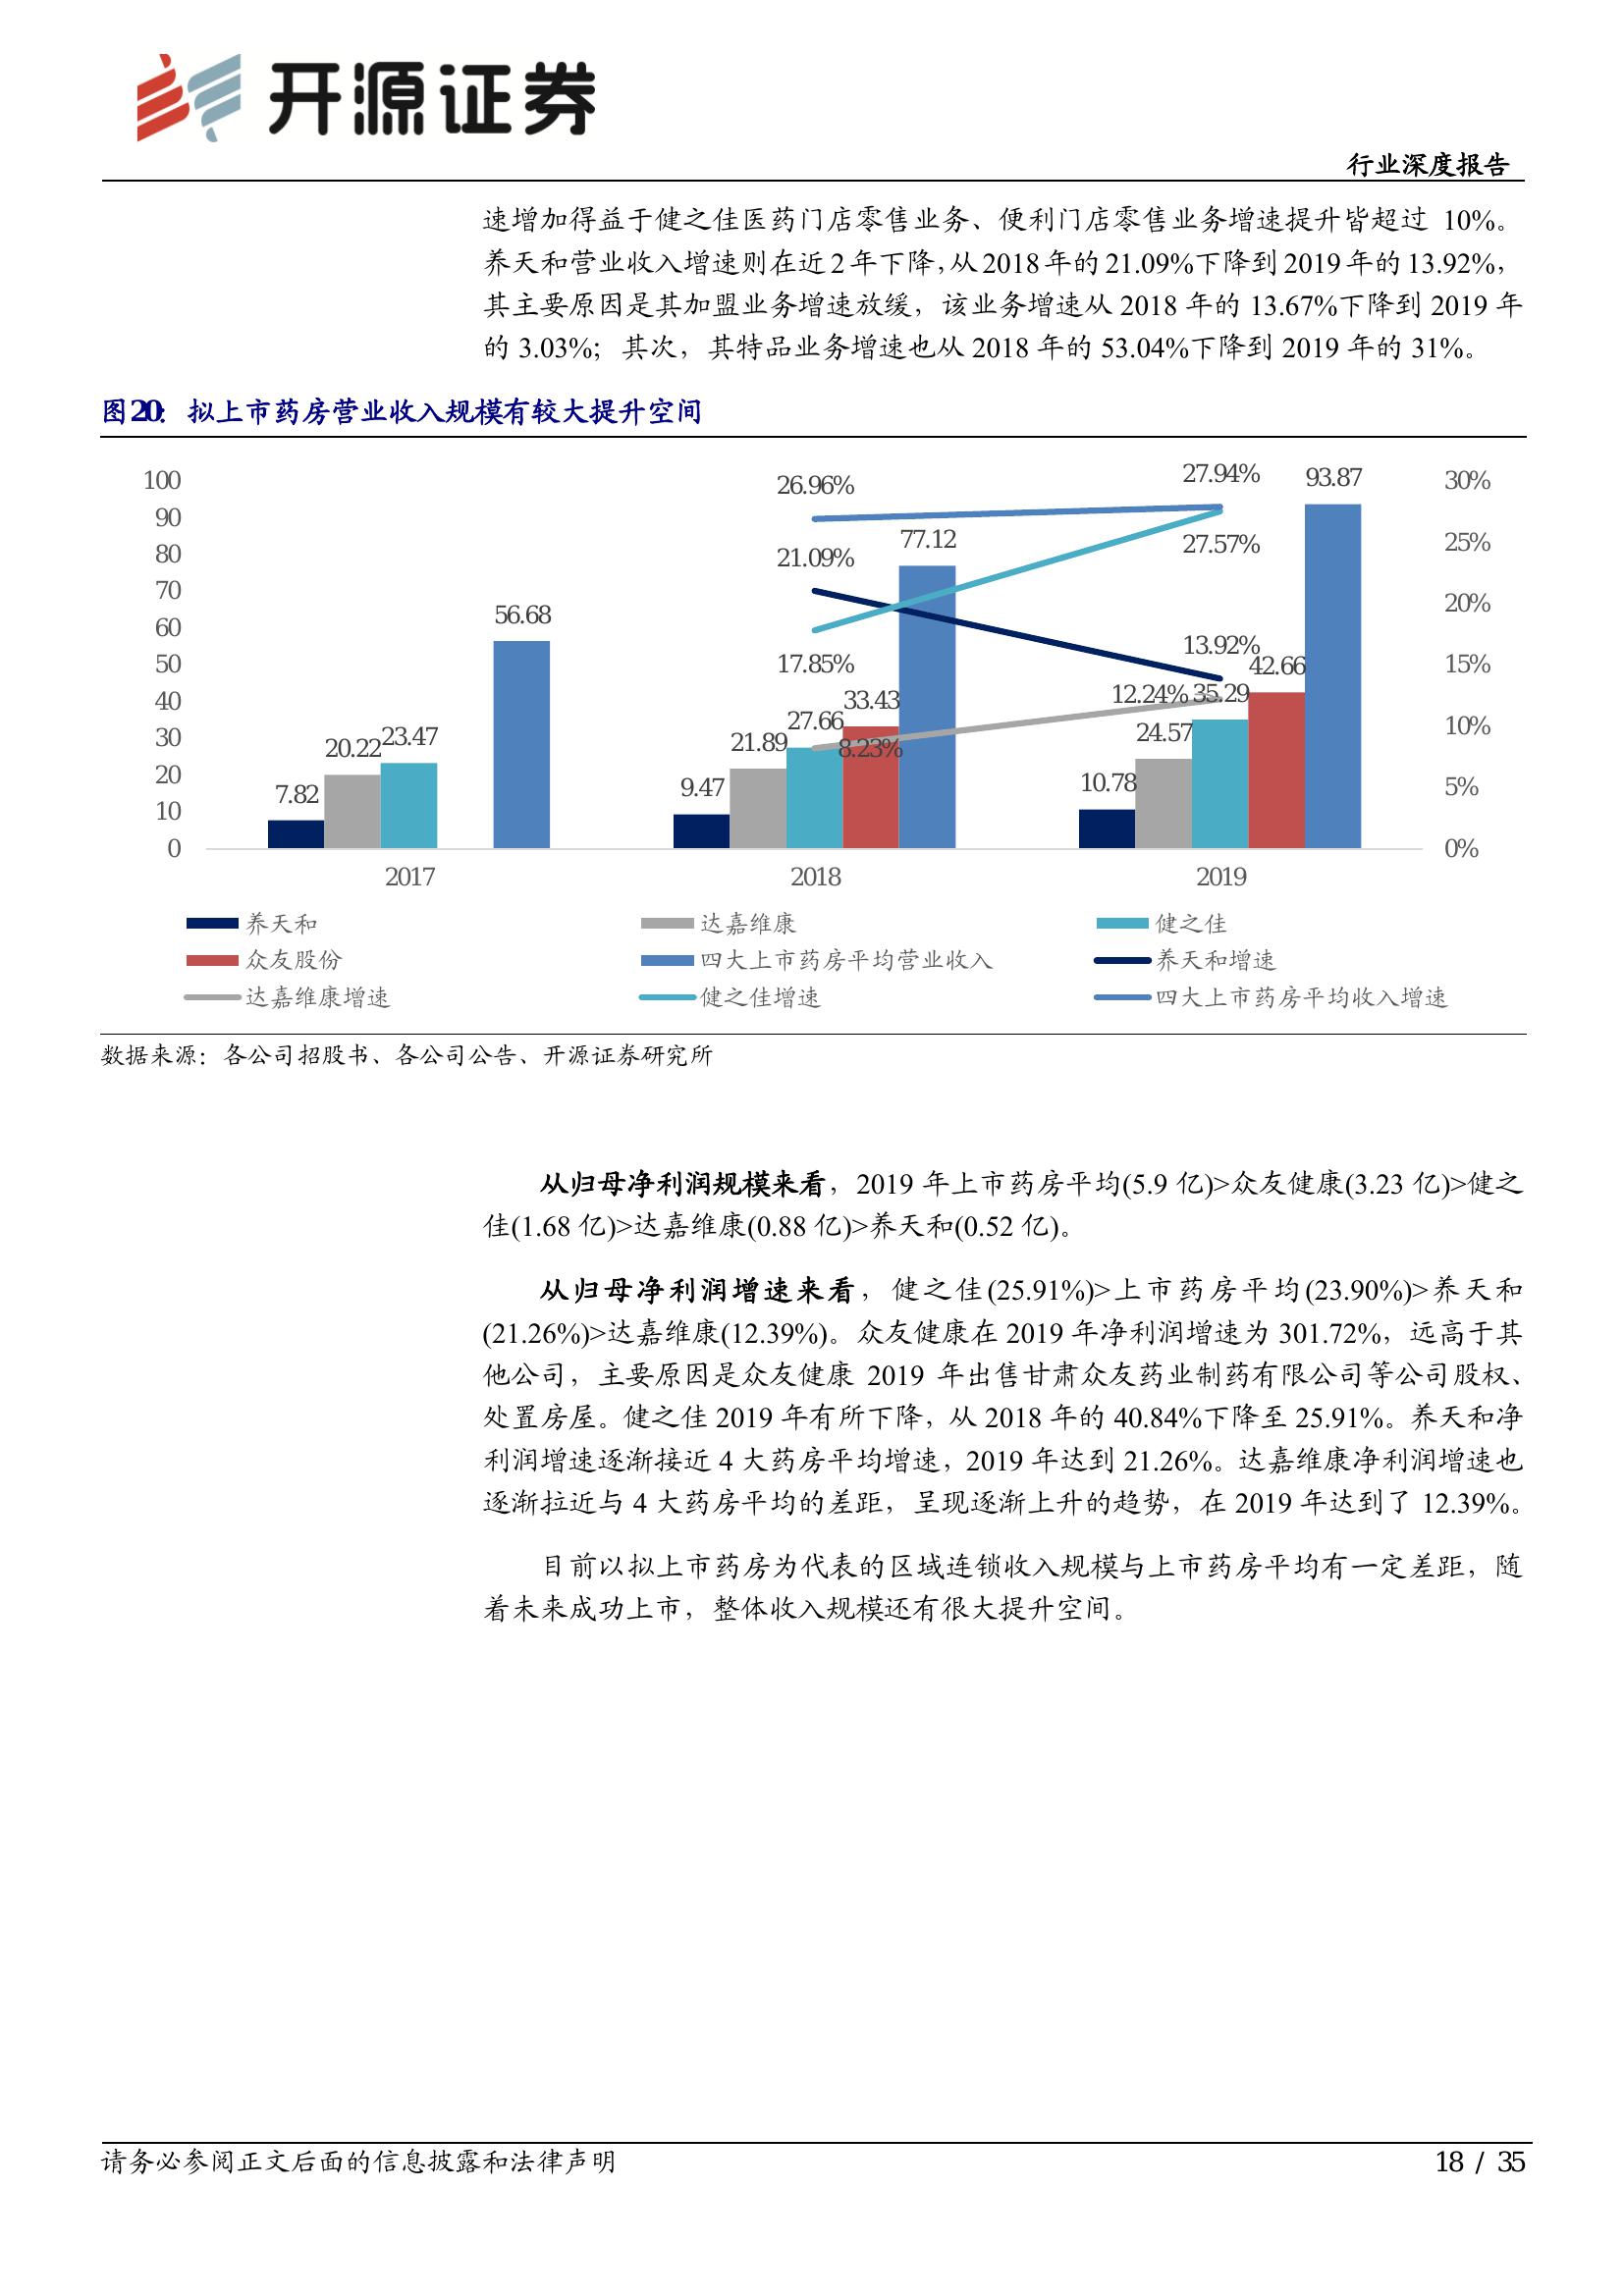 开源证券
行业深度报告
速增加得益于健之佳医药门店零售业务、便利门店零售业务增速提升皆超过 10%。
养天和营业收入增速则在近 2 年下降，从 2018 年的 21.09%下降到 2019 年的 13.92%，
其主要原因是其加盟业务增速放缓，该业务增速从 2018 年的 13.67%下降到 2019 年
的 3.03%；其次，其特品业务增速也从 2018 年的 53.04%下降到 2019 年的 31%。
图20：拟上市药房营业收入规模有较大提升空间
100 90 80 70 60 50 40 30 20 10 0
7.82 20.22 23.47 56.68
9.47 21.89 27.66 33.43 77.12
10.78 24.57 35.29 42.66 93.87
26.96% 27.94%
21.09% 13.92%
17.85% 27.57%
8.23% 12.24%
30% 25% 20% 15% 10% 5% 0%
2017 2018 2019
养天和 达嘉维康 健之佳
众友股份 四大上市药房平均营业收入 养天和增速
达嘉维康增速 健之佳增速 四大上市药房平均收入增速
数据来源：各公司招股书、各公司公告、开源证券研究所
从归母净利润规模来看，2019 年上市药房平均(5.9 亿)>众友健康(3.23 亿)>健之
佳(1.68 亿)>达嘉维康(0.88 亿)>养天和(0.52 亿)。
从归母净利润增速来看，健之佳(25.91%)>上市药房平均(23.90%)>养天和
(21.26%)>达嘉维康(12.39%)。众友健康在 2019 年净利润增速为 301.72%，远高于其
他公司，主要原因是众友健康 2019 年出售甘肃众友药业制药有限公司等公司股权、
处置房屋。健之佳 2019 年有所下降，从 2018 年的 40.84%下降至 25.91%。养天和净
利润增速逐渐接近 4 大药房平均增速，2019 年达到 21.26%。达嘉维康净利润增速也
逐渐拉近与 4 大药房平均的差距，呈现逐渐上升的趋势，在 2019 年达到了 12.39%。
目前以拟上市药房为代表的区域连锁收入规模与上市药房平均有一定差距，随
着未来成功上市，整体收入规模还有很大提升空间。
请务必参阅正文后面的信息披露和法律声明
18 / 35